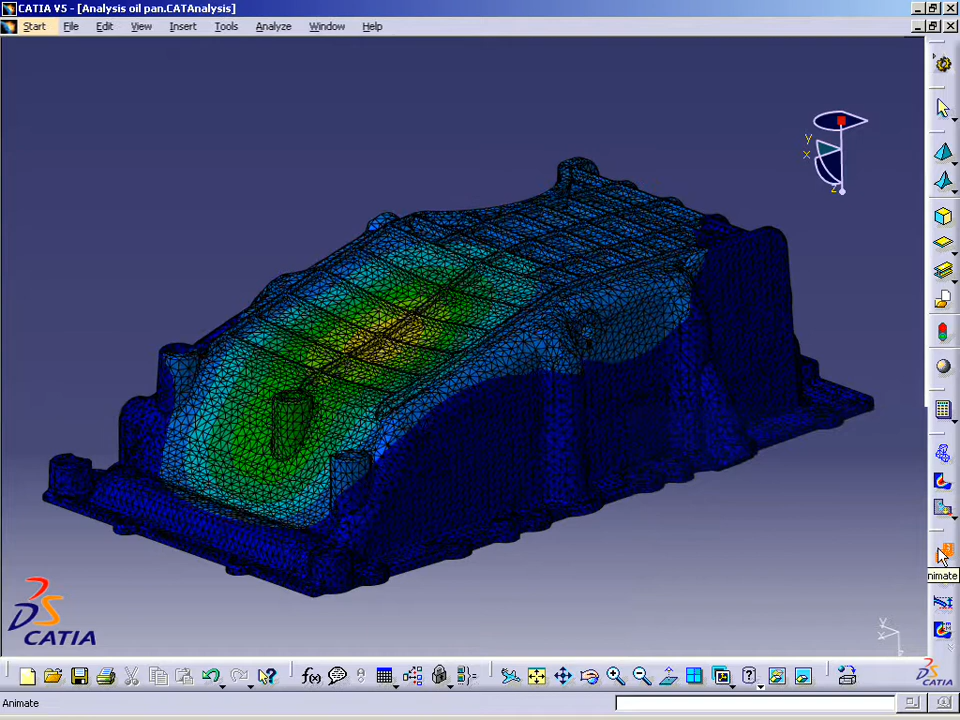 CATIA V5 - [Analysis oil pan.CATAnalysis]
Start File Edit View Insert Tools Analyze Window Help
y
x
z
nimate
DS
CATIA
y
x
f(x)
CATIA
Animate